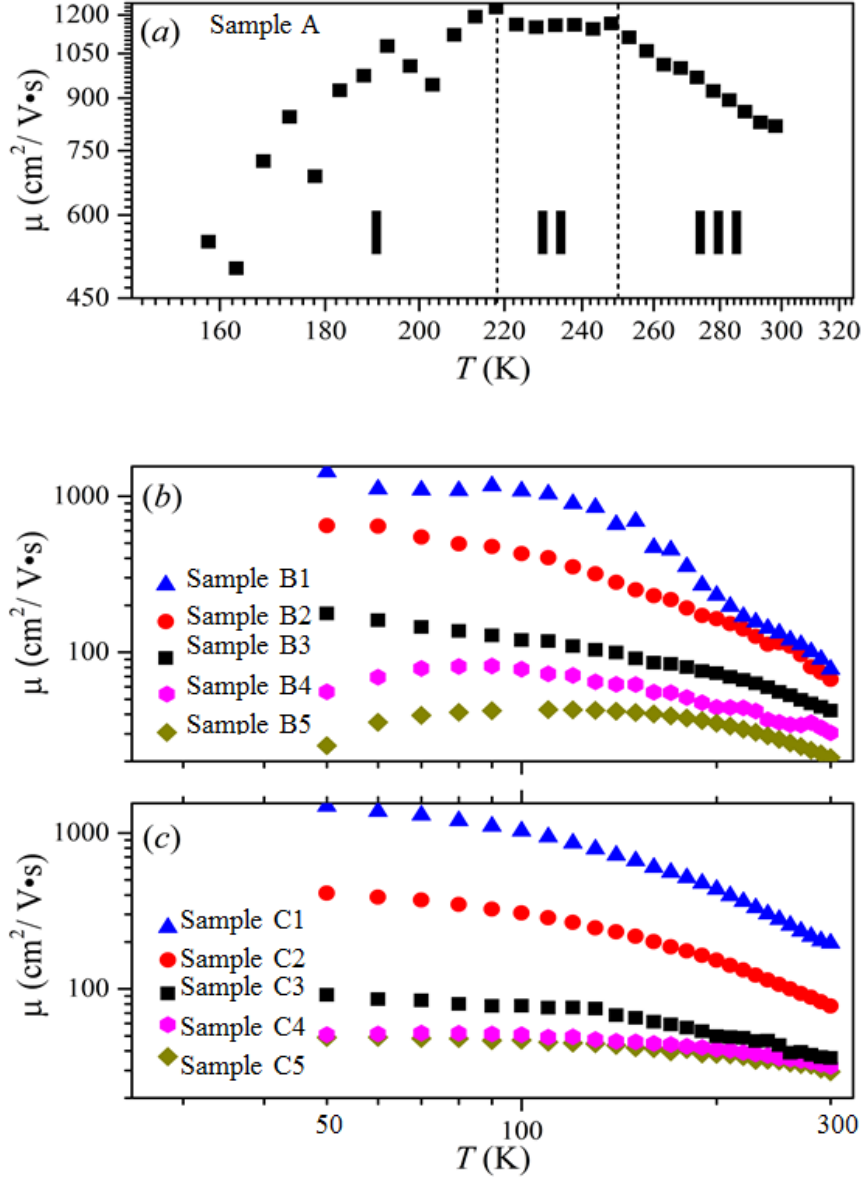 (a) Sample A
1200
1050
900
750
600
450
μ (cm²/ V•s)
I II III
160 180 200 220 240 260 280 300 320
T (K)
(b)
1000
100
μ (cm²/ V•s)
Sample B1
Sample B2
Sample B3
Sample B4
Sample B5
(c)
1000
100
μ (cm²/ V•s)
Sample C1
Sample C2
Sample C3
Sample C4
Sample C5
50 100 300
T (K)